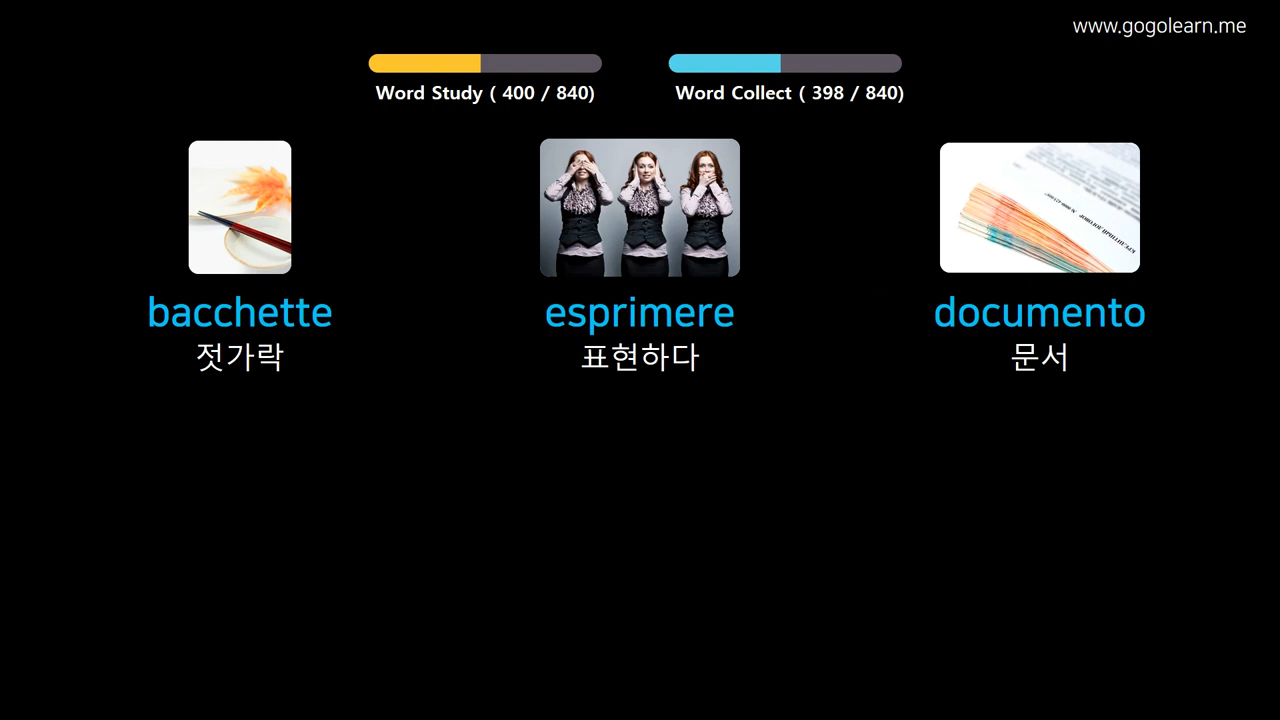 www.gogolearn.me
Word Study ( 400 / 840)
Word Collect ( 398 / 840)
bacchette
esprimere
documento
젓가락
표현하다
문서